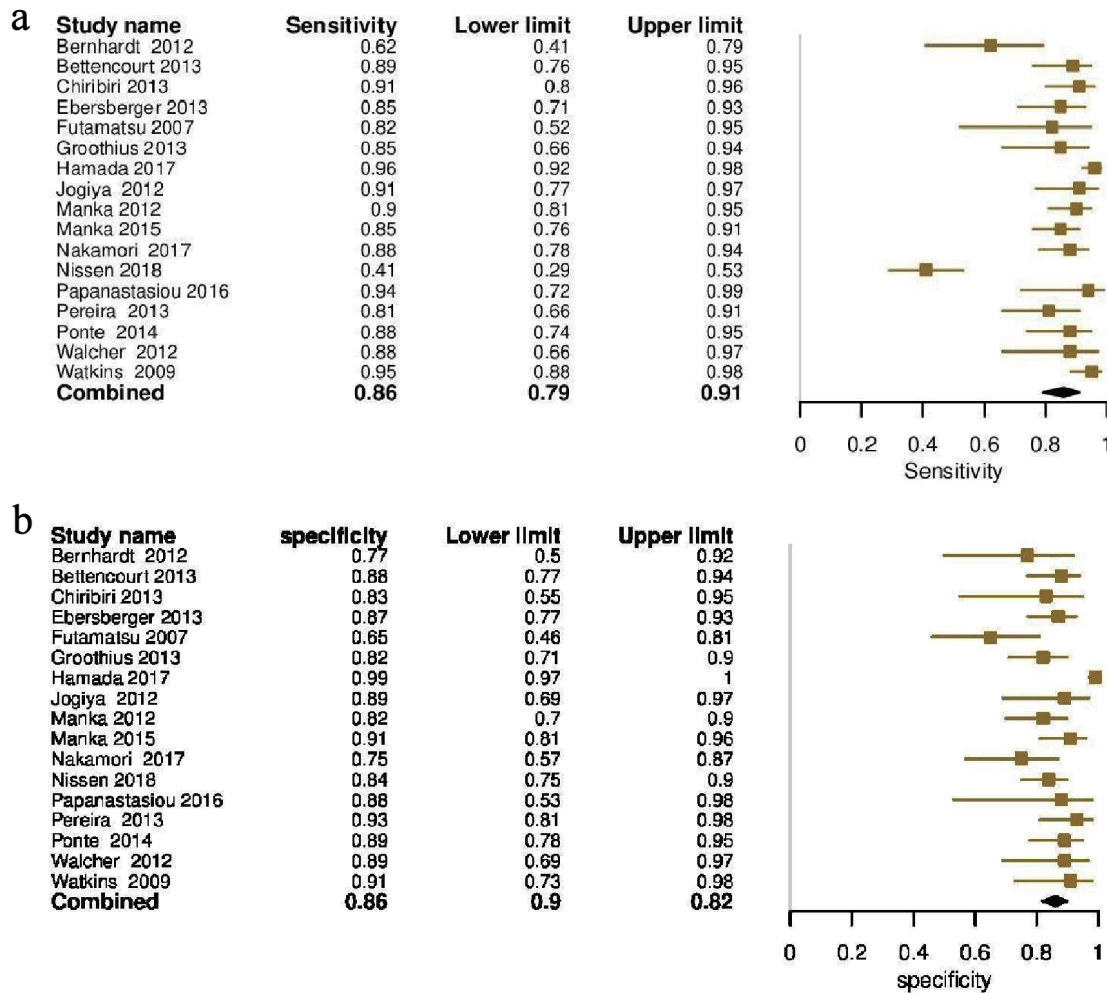 a
Study name Sensitivity Lower limit Upper limit
Bernhardt 2012 0.62 0.41 0.79
Bettencourt 2013 0.89 0.76 0.95
Chiribiri 2013 0.91 0.8 0.96
Ebersberger 2013 0.85 0.71 0.93
Futamatsu 2007 0.82 0.52 0.95
Groothius 2013 0.85 0.66 0.94
Hamada 2017 0.96 0.92 0.98
Jogiya 2012 0.91 0.77 0.97
Manka 2012 0.9 0.81 0.95
Manka 2015 0.85 0.76 0.91
Nakamori 2017 0.88 0.78 0.94
Nissen 2018 0.41 0.29 0.53
Papanastasiou 2016 0.94 0.72 0.99
Pereira 2013 0.81 0.66 0.91
Ponte 2014 0.88 0.74 0.95
Walcher 2012 0.88 0.66 0.97
Watkins 2009 0.95 0.88 0.98
Combined 0.86 0.79 0.91
0 0.2 0.4 0.6 0.8 1
Sensitivity
b
Study name specificity Lower limit Upper limit
Bernhardt 2012 0.77 0.5 0.92
Bettencourt 2013 0.88 0.77 0.94
Chiribiri 2013 0.83 0.55 0.95
Ebersberger 2013 0.87 0.77 0.93
Futamatsu 2007 0.65 0.46 0.81
Groothius 2013 0.82 0.71 0.9
Hamada 2017 0.99 0.97 1
Jogiya 2012 0.89 0.69 0.97
Manka 2012 0.82 0.7 0.9
Manka 2015 0.91 0.81 0.96
Nakamori 2017 0.75 0.57 0.87
Nissen 2018 0.84 0.75 0.9
Papanastasiou 2016 0.88 0.53 0.98
Pereira 2013 0.93 0.81 0.98
Ponte 2014 0.89 0.78 0.95
Walcher 2012 0.89 0.69 0.97
Watkins 2009 0.91 0.73 0.98
Combined 0.86 0.9 0.82
0 0.2 0.4 0.6 0.8 1
specificity